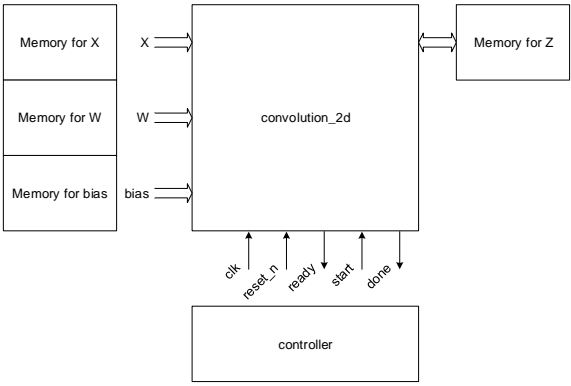 Memory for X
X
Memory for Z
Memory for W
W
convolution_2d
Memory for bias
bias
clk
reset_n
ready
start
done
controller